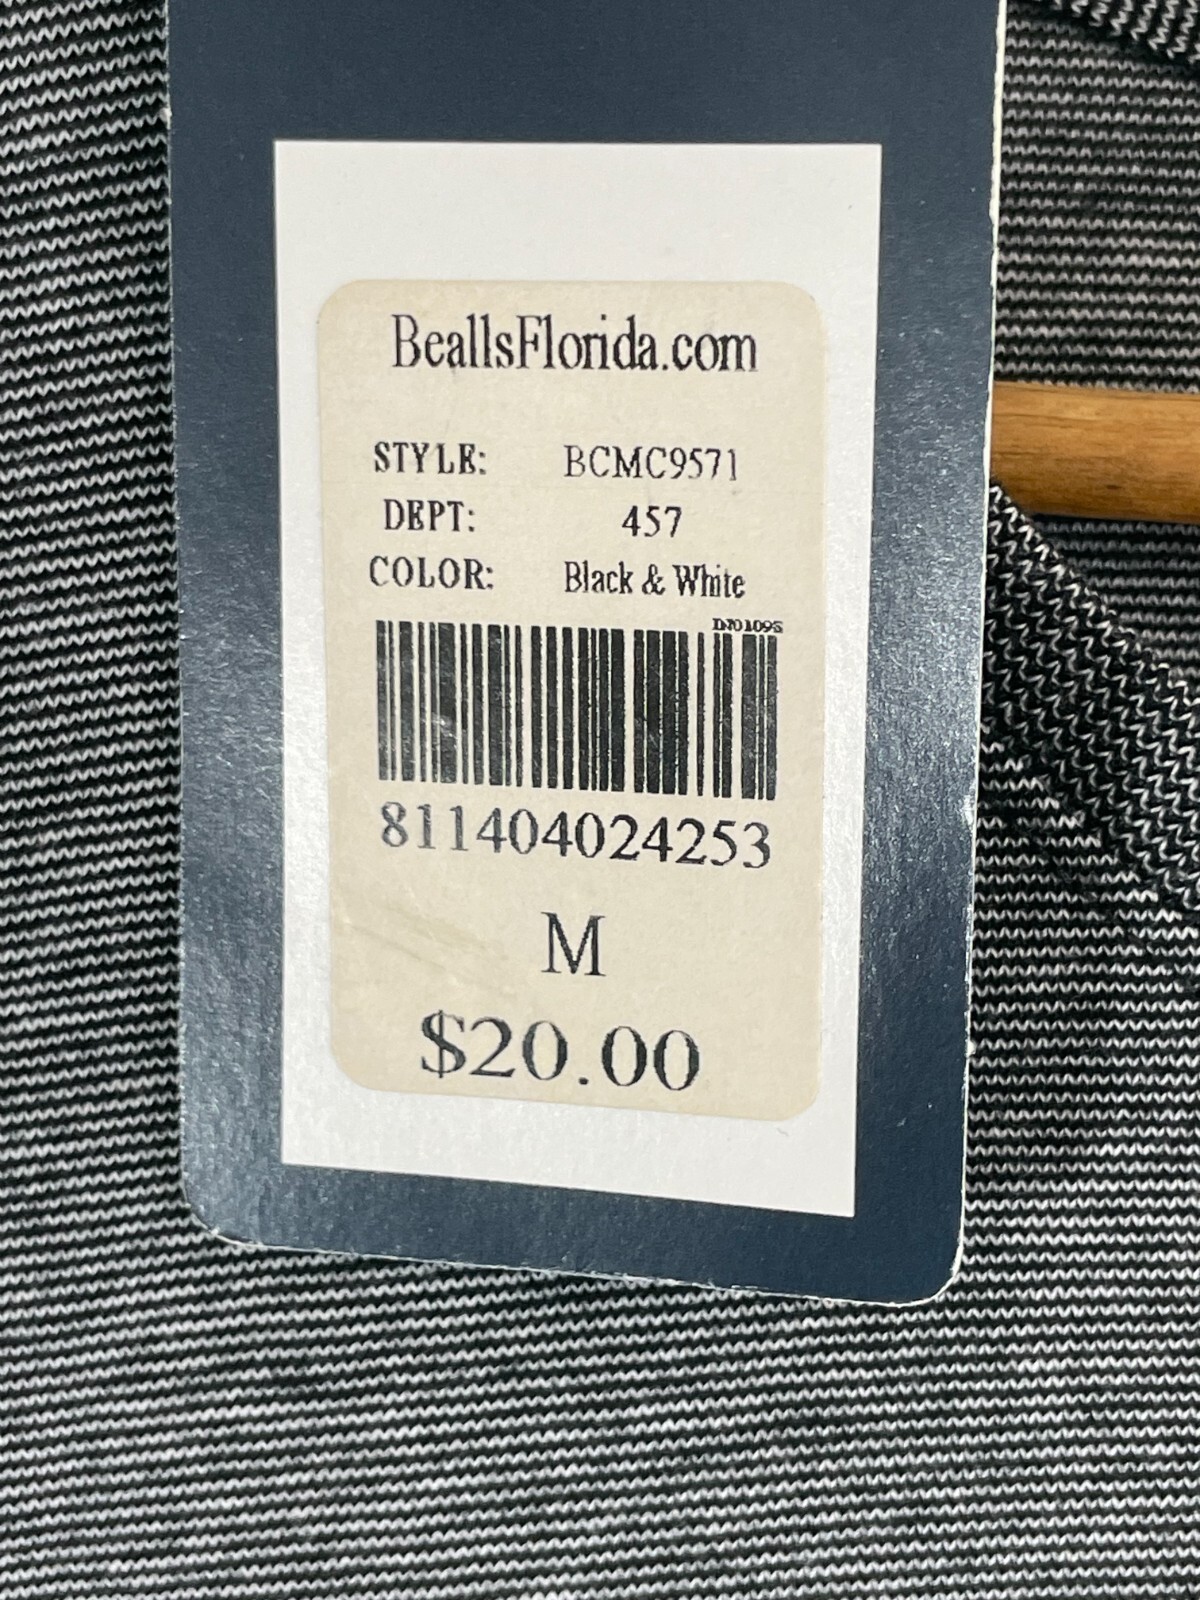 BeallsFlorida.com
STYLE: BCMC9571
DEPT: 457
COLOR: Black & White
811404024253
M
$20.00